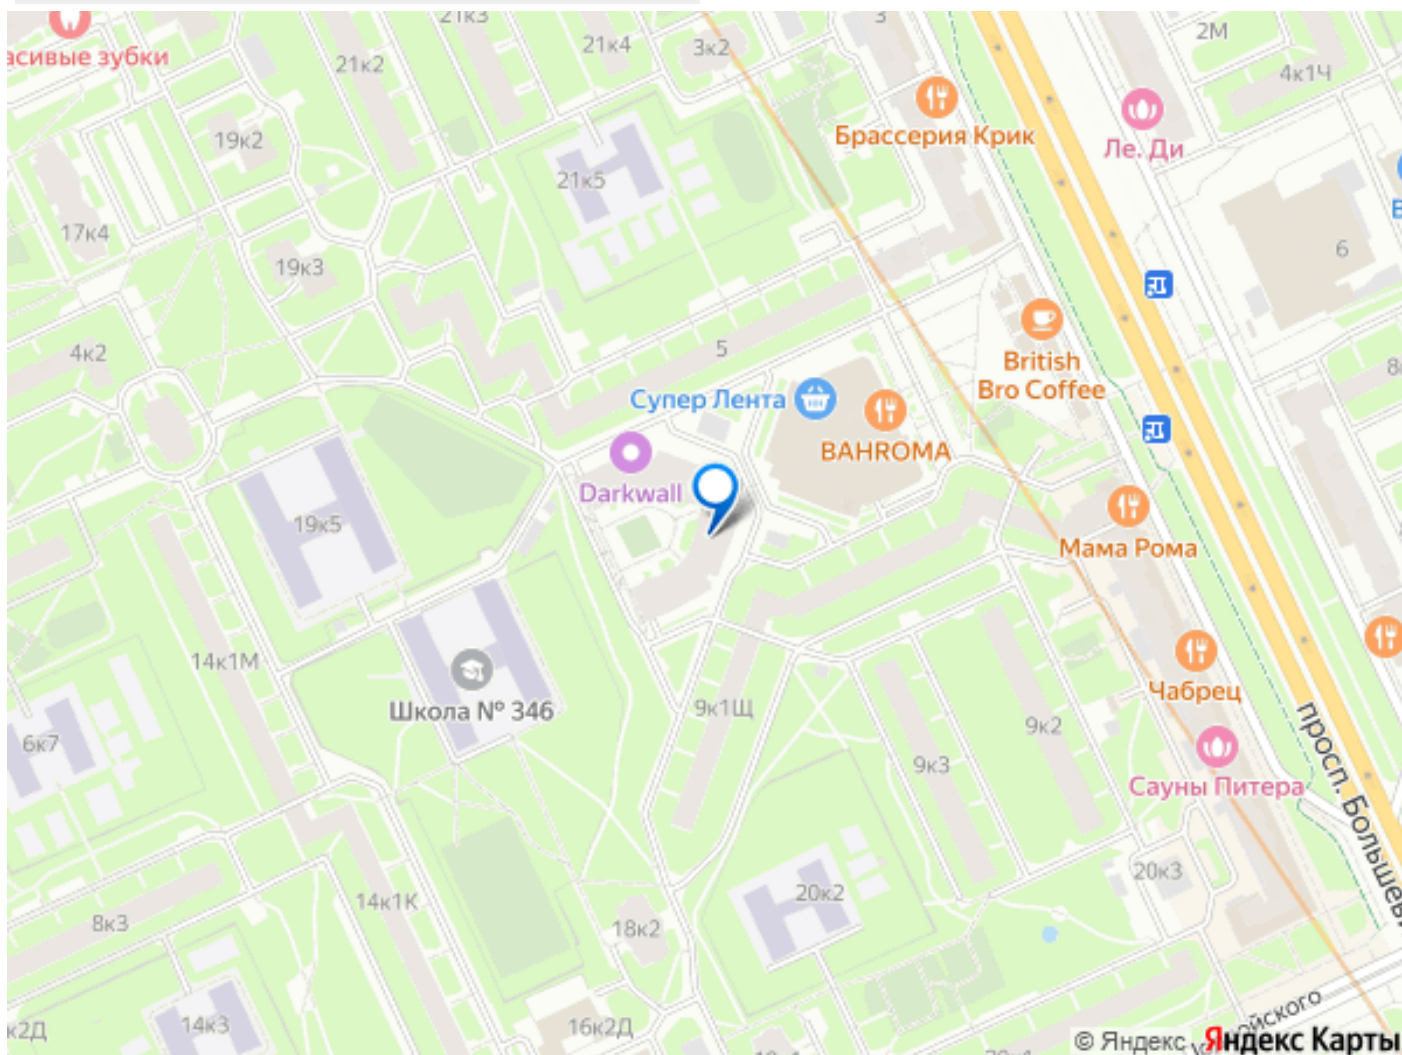 21к3
3
2М
21к4
3к2
асивые зубки
21к2
4к1Ч
Брассерия Крик
19к2
Ле. Ди
21к5
17к4
6
19к3
5
4к2
British
Bro Coffee
Супер Лента
BAHROMA
Darkwall
19к5
Мама Рома
14к1М
Чабрец
Школа № 346
9к1Щ
9к2
6к7
9к3
Сауны Питера
просп. Большев
20к3
20к2
14к1К
8к3
18к2
14к3
16к2Д
к2Д
© Яндекс Яндекс Карты